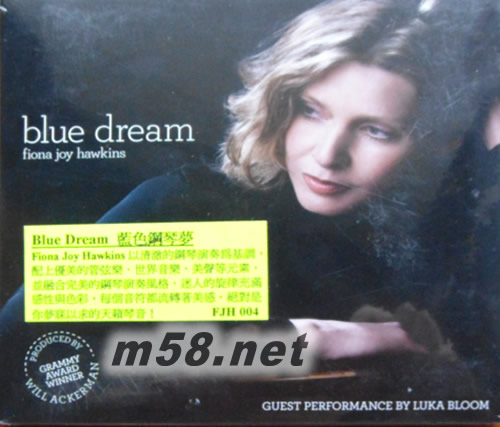 blue dream
fiona joy hawkins
Blue Dream 藍色鋼琴夢
Fiona Joy Hawkins 以清澈的鋼琴演奏為基調,
配上優美的管弦樂、世界音樂、美聲等元素,
並融合完美的鋼琴演奏風格,迷人的旋律充滿
感性與色彩,每個音符都流轉著美感,絕對是
你夢寐以求的天籟琴音!
FJH 004
PRODUCED BY
GRAMMY
AWARD
WINNER
WILL ACKERMAN
m58.net
GUEST PERFORMANCE BY LUKA BLOOM